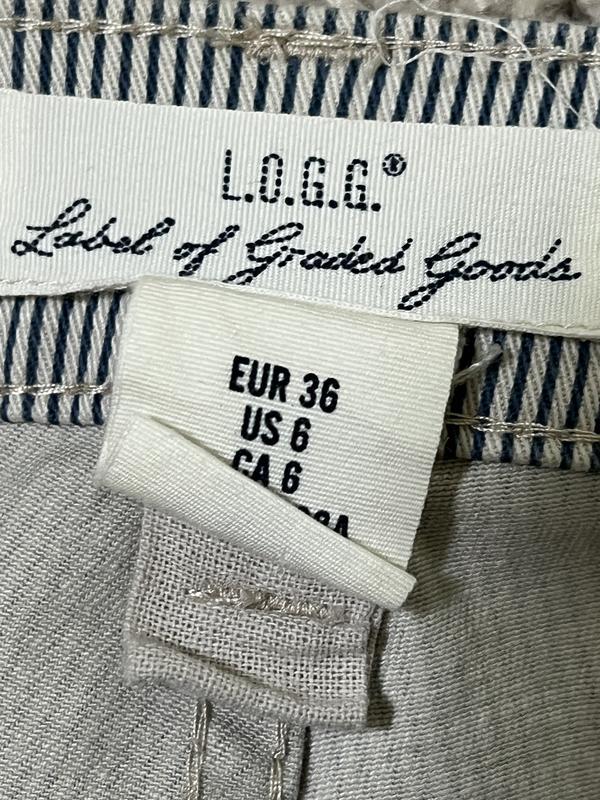 L.O.G.G.®
Label of Graded Goods
EUR 36
US 6
CA 6